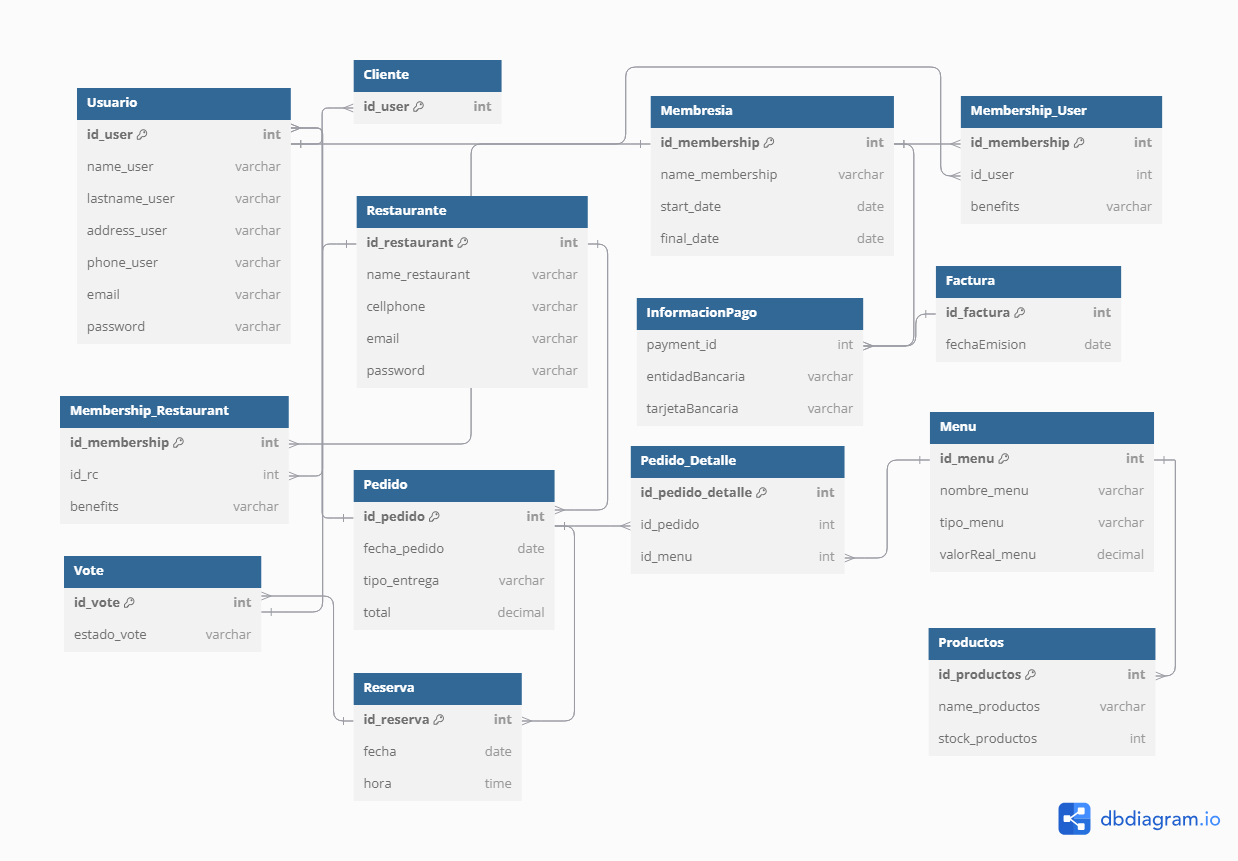 Cliente
id_user int
Usuario
id_user int
name_user varchar
lastname_user varchar
address_user varchar
phone_user varchar
email varchar
password varchar
Membresia
id_membership int
name_membership varchar
start_date date
final_date date
Membership_User
id_membership int
id_user int
benefits varchar
Restaurante
id_restaurant int
name_restaurant varchar
cellphone varchar
email varchar
password varchar
Factura
id_factura int
fechaEmision date
InformacionPago
payment_id int
entidadBancaria varchar
tarjetaBancaria varchar
Membership_Restaurant
id_membership int
id_rc int
benefits varchar
Menu
id_menu int
nombre_menu varchar
tipo_menu varchar
valorReal_menu decimal
Pedido_Detalle
id_pedido_detalle int
id_pedido int
id_menu int
Pedido
id_pedido int
fecha_pedido date
tipo_entrega varchar
total decimal
Vote
id_vote int
estado_vote varchar
Productos
id_productos int
name_productos varchar
stock_productos int
Reserva
id_reserva int
fecha date
hora time
dbdiagram.io